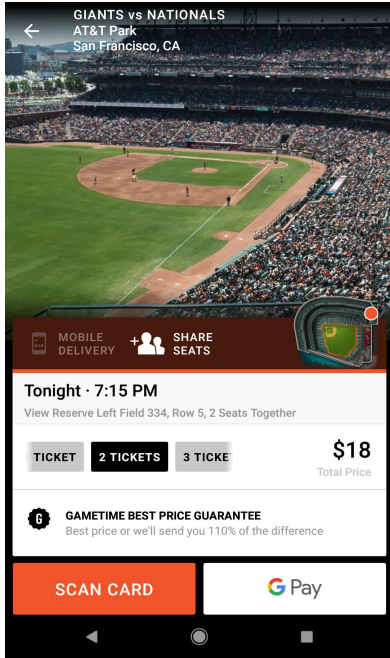 GIANTS vs NATIONALS
AT&T Park
San Francisco, CA
MOBILE
DELIVERY
SHARE
SEATS
Tonight · 7:15 PM
View Reserve Left Field 334, Row 5, 2 Seats Together
TICKET
2 TICKETS
3 TICKE
$18
Total Price
G
GAMETIME BEST PRICE GUARANTEE
Best price or we'll send you 110% of the difference
SCAN CARD
G Pay